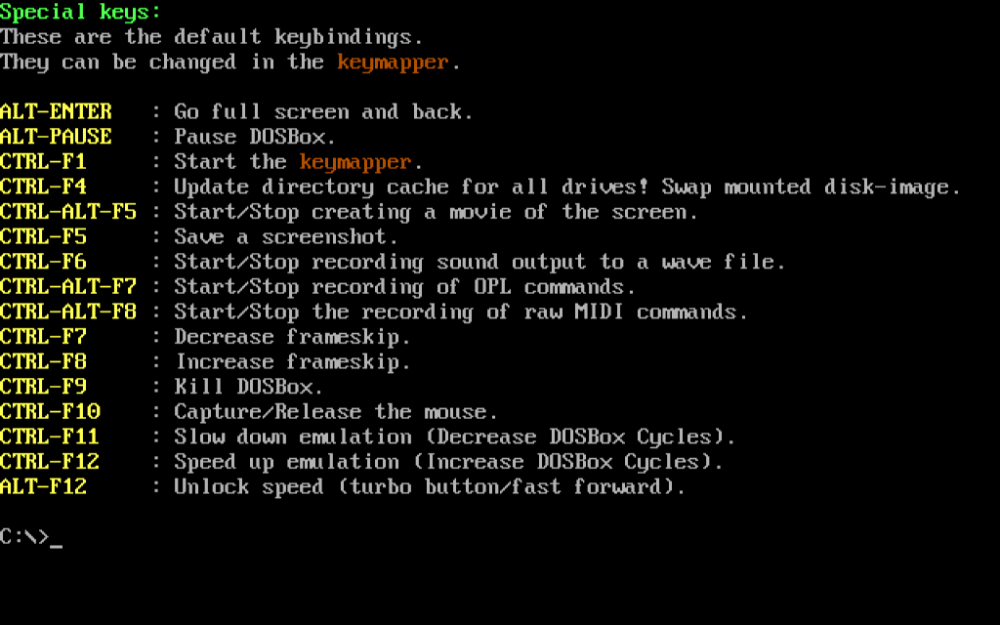 Special keys:
These are the default keybindings.
They can be changed in the keymapper.
ALT-ENTER : Go full screen and back.
ALT-PAUSE : Pause DOSBox.
CTRL-F1 : Start the keymapper.
CTRL-F4 : Update directory cache for all drives! Swap mounted disk-image.
CTRL-ALT-F5 : Start/Stop creating a movie of the screen.
CTRL-F5 : Save a screenshot.
CTRL-F6 : Start/Stop recording sound output to a wave file.
CTRL-ALT-F7 : Start/Stop recording of OPL commands.
CTRL-ALT-F8 : Start/Stop the recording of raw MIDI commands.
CTRL-F7 : Decrease frameskip.
CTRL-F8 : Increase frameskip.
CTRL-F9 : Kill DOSBox.
CTRL-F10 : Capture/Release the mouse.
CTRL-F11 : Slow down emulation (Decrease DOSBox Cycles).
CTRL-F12 : Speed up emulation (Increase DOSBox Cycles).
ALT-F12 : Unlock speed (turbo button/fast forward).
C:\>_